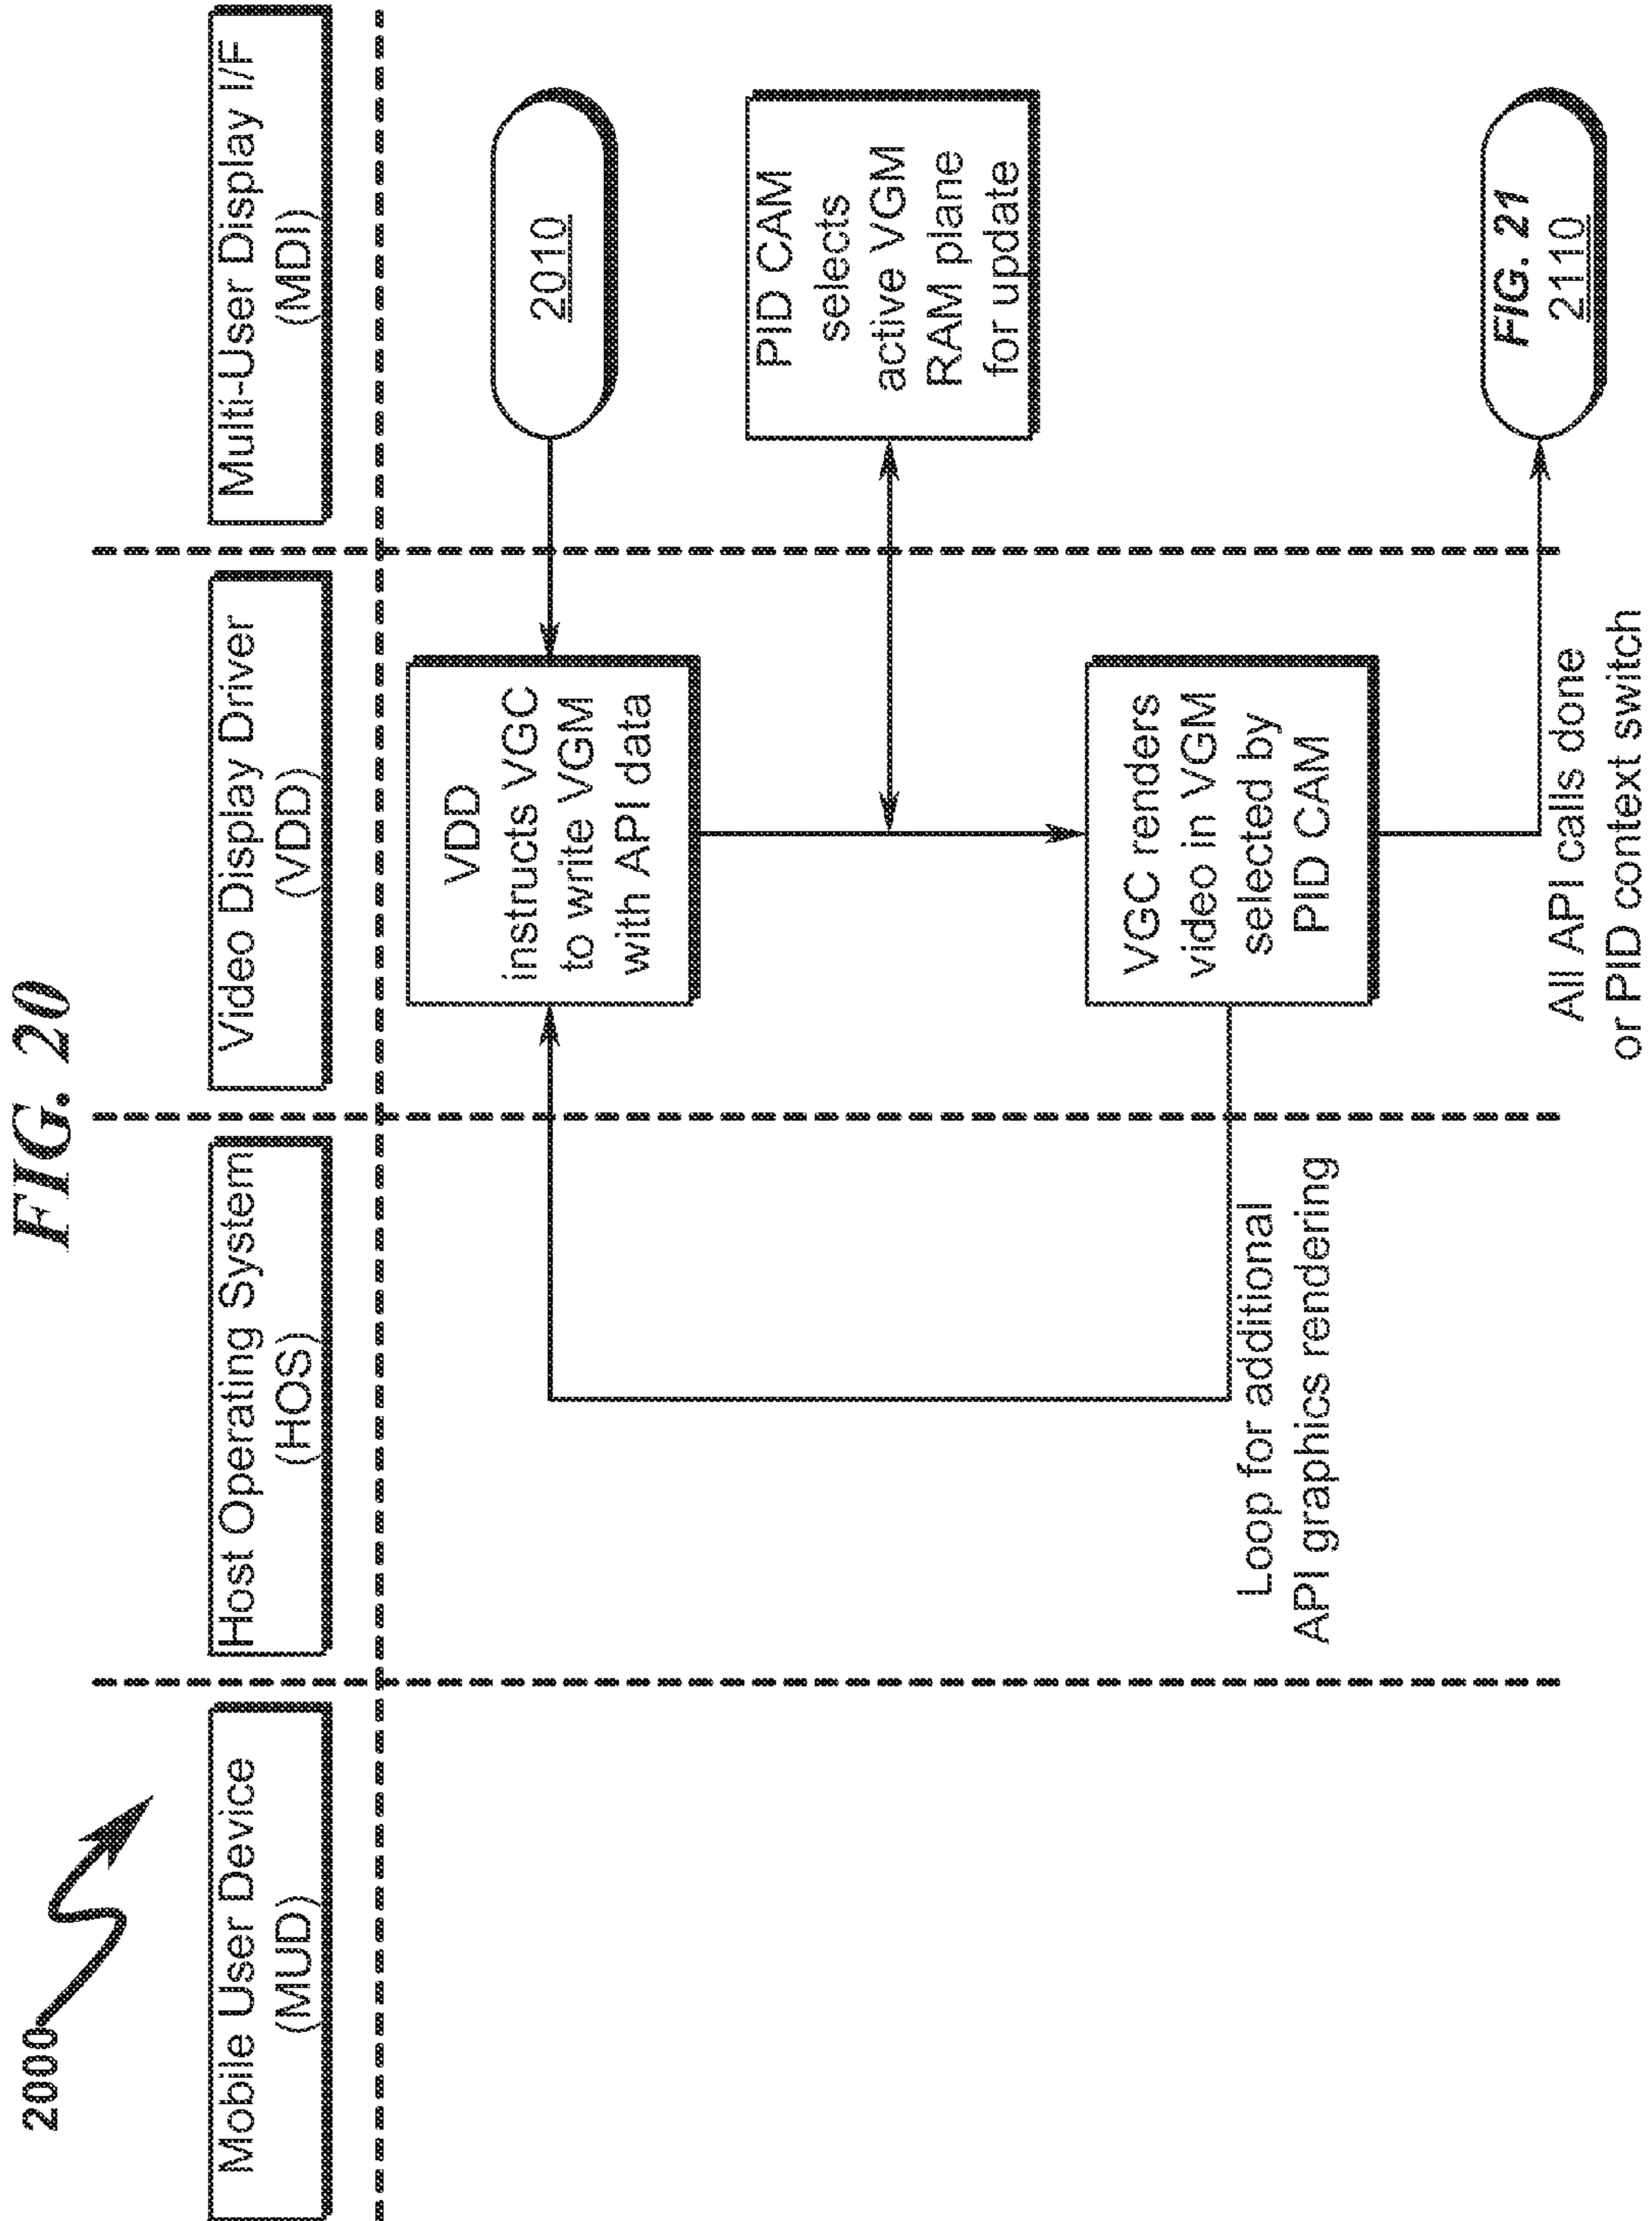 FIG. 20
2000
Mobile User Device
(MUD)
Host Operating System
(HOS)
Video Display Driver
(VDD)
Multi-User Display I/F
(MDI)
2010
VDD
instructs VGC
to write VGM
with API data
PID CAM
selects
active VGM
RAM plane
for update
VGC renders
video in VGM
selected by
PID CAM
Loop for additional
API graphics rendering
All API calls done
or PID context switch
FIG. 21
2110